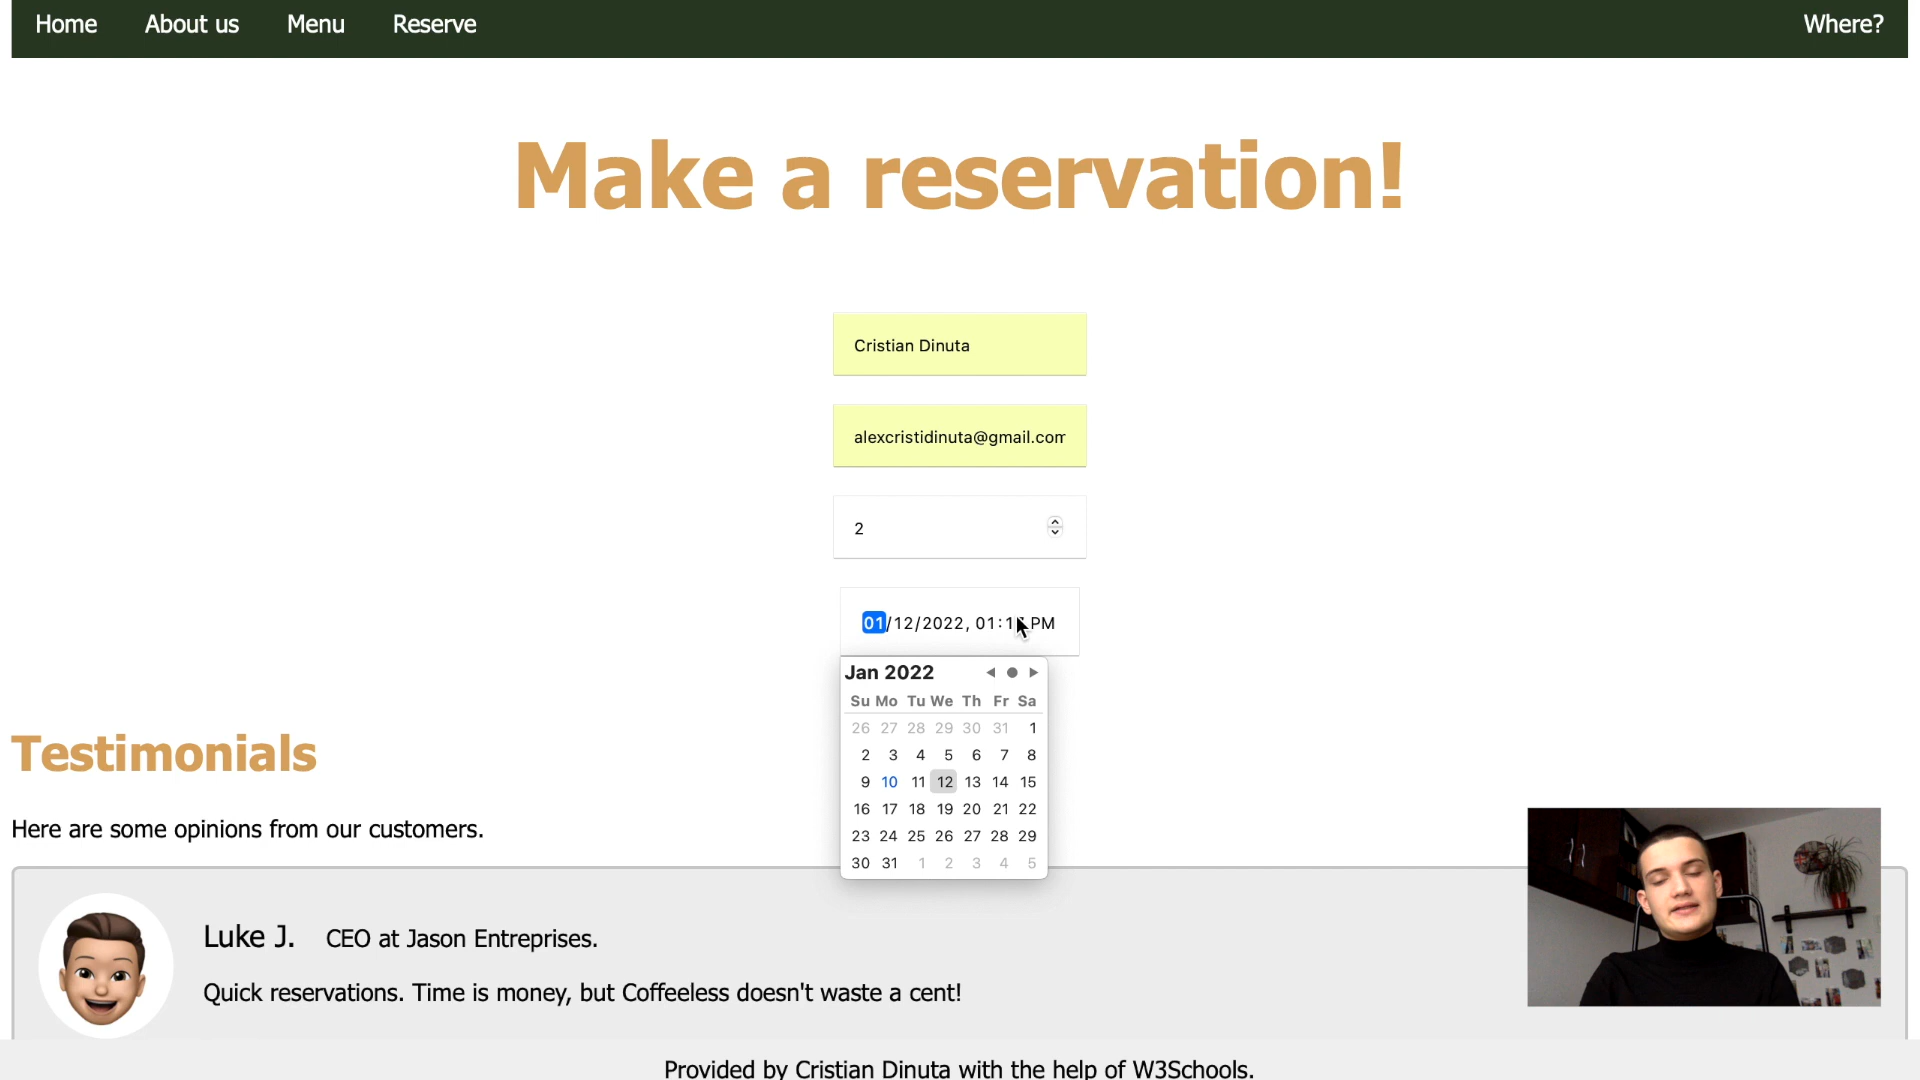 Home About us Menu Reserve Where?
Make a reservation!
Cristian Dinuta
alexcristidinuta@gmail.com
2
01/12/2022, 01:1 PM
Jan 2022
Su Mo Tu We Th Fr Sa
26 27 28 29 30 31 1
2 3 4 5 6 7 8
9 10 11 12 13 14 15
16 17 18 19 20 21 22
23 24 25 26 27 28 29
30 31 1 2 3 4 5
Testimonials
Here are some opinions from our customers.
Luke J. CEO at Jason Entreprises.
Quick reservations. Time is money, but Coffeeless doesn't waste a cent!
Provided by Cristian Dinuta with the help of W3Schools.